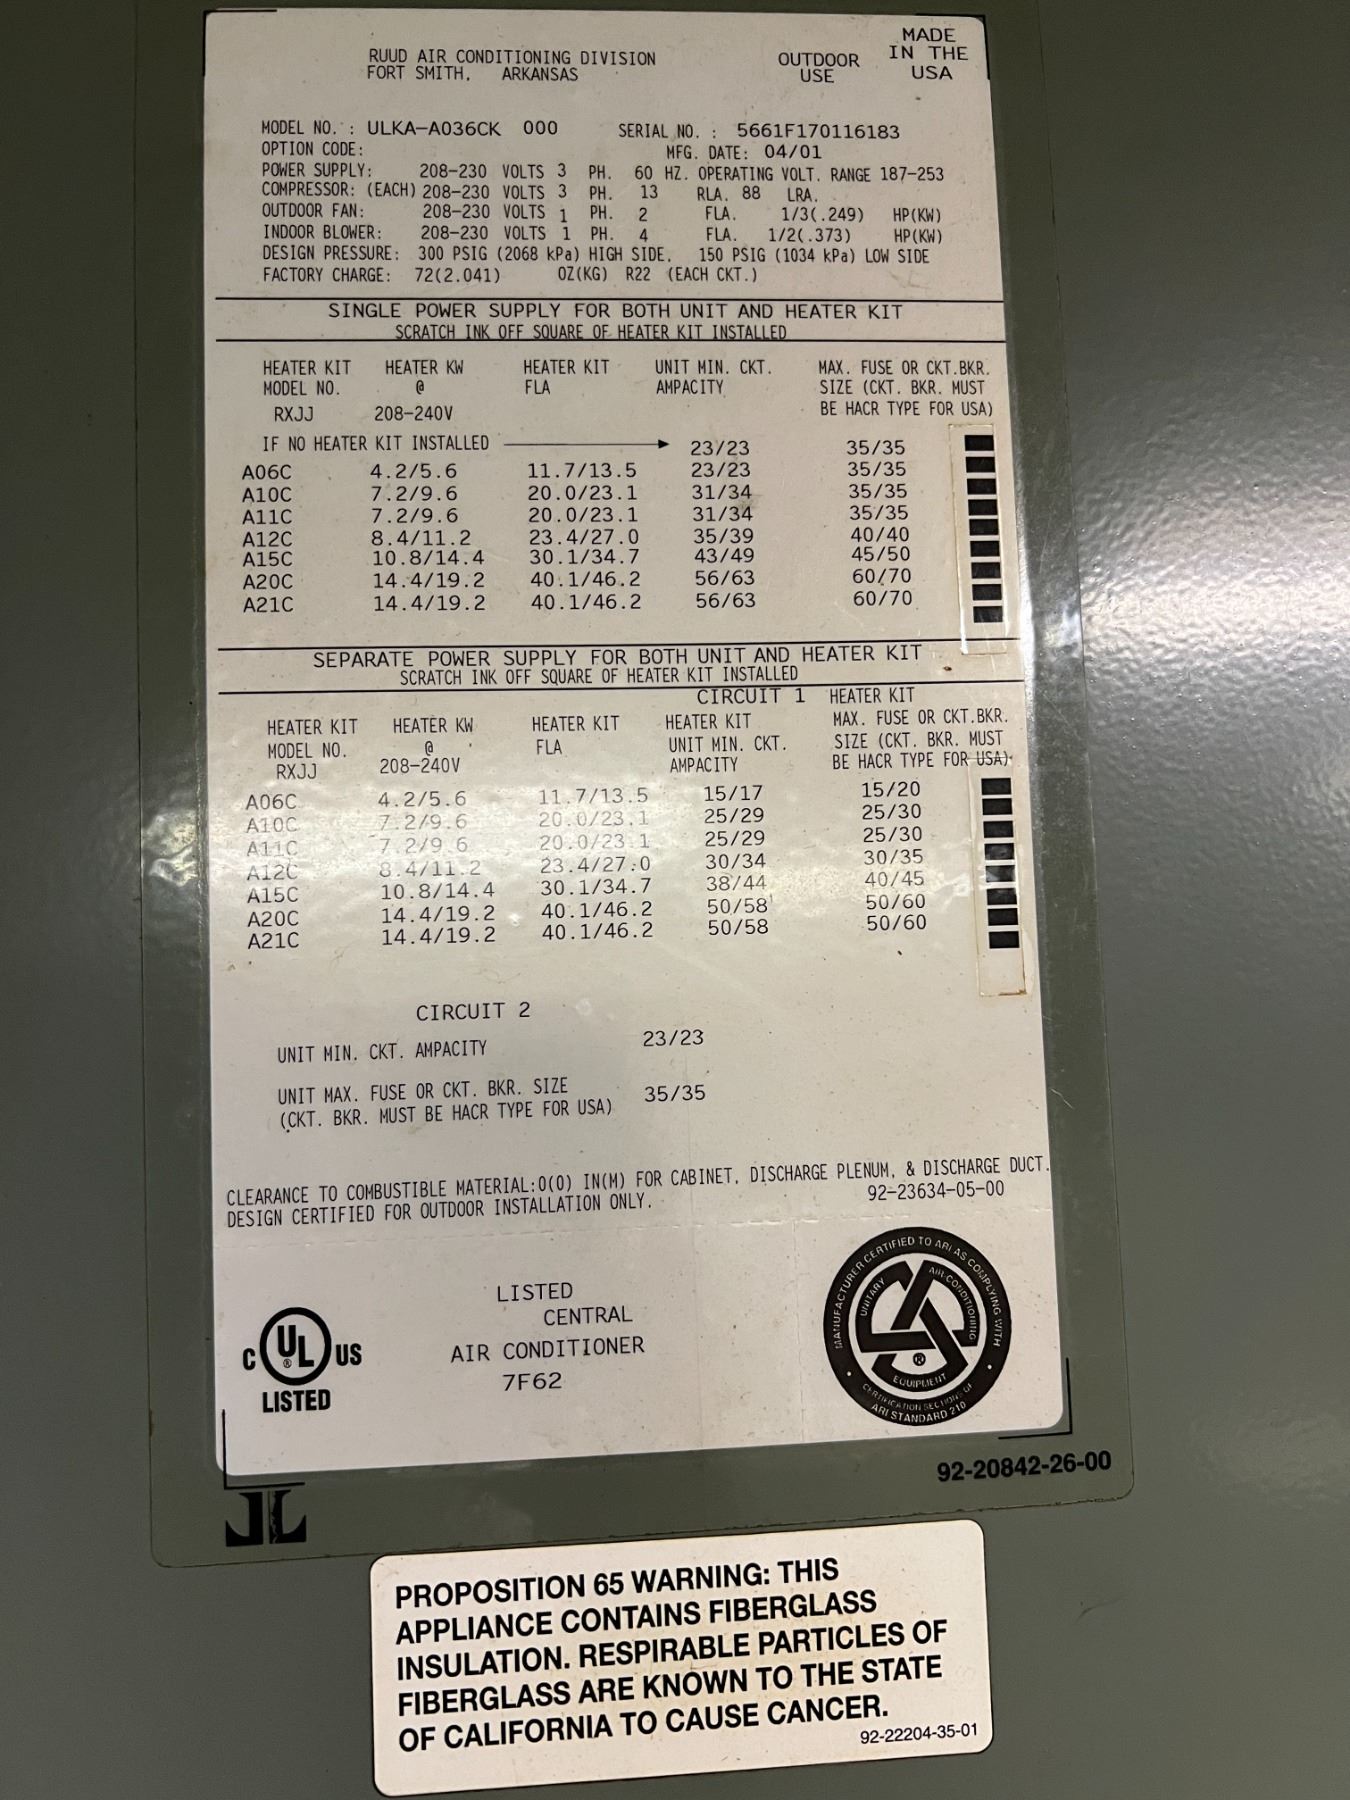 RUUD AIR CONDITIONING DIVISION
FORT SMITH, ARKANSAS
OUTDOOR
USE
MADE
IN THE
USA
MODEL NO. : ULKA-A036CK 000 SERIAL NO. : 5661F170116183
OPTION CODE: MFG. DATE: 04/01
POWER SUPPLY: 208-230 VOLTS 3 PH. 60 HZ. OPERATING VOLT. RANGE 187-253
COMPRESSOR: (EACH) 208-230 VOLTS 3 PH. 13 RLA. 88 LRA.
OUTDOOR FAN: 208-230 VOLTS 1 PH. 2 FLA. 1/3(.249) HP(KW)
INDOOR BLOWER: 208-230 VOLTS 1 PH. 4 FLA. 1/2(.373) HP(KW)
DESIGN PRESSURE: 300 PSIG (2068 kPa) HIGH SIDE, 150 PSIG (1034 kPa) LOW SIDE
FACTORY CHARGE: 72(2.041) OZ(KG) R22 (EACH CKT.)
SINGLE POWER SUPPLY FOR BOTH UNIT AND HEATER KIT
SCRATCH INK OFF SQUARE OF HEATER KIT INSTALLED
HEATER KIT HEATER KW HEATER KIT UNIT MIN. CKT. MAX. FUSE OR CKT.BKR.
MODEL NO. @ FLA AMPACITY SIZE (CKT. BKR. MUST
RXJJ 208-240V BE HACR TYPE FOR USA)
IF NO HEATER KIT INSTALLED 23/23 35/35
A06C 4.2/5.6 11.7/13.5 23/23 35/35
A10C 7.2/9.6 20.0/23.1 31/34 35/35
A11C 7.2/9.6 20.0/23.1 31/34 35/35
A12C 8.4/11.2 23.4/27.0 35/39 40/40
A15C 10.8/14.4 30.1/34.7 43/49 45/50
A20C 14.4/19.2 40.1/46.2 56/63 60/70
A21C 14.4/19.2 40.1/46.2 56/63 60/70
SEPARATE POWER SUPPLY FOR BOTH UNIT AND HEATER KIT
SCRATCH INK OFF SQUARE OF HEATER KIT INSTALLED
CIRCUIT 1 HEATER KIT
HEATER KIT HEATER KW HEATER KIT HEATER KIT MAX. FUSE OR CKT.BKR.
MODEL NO. @ FLA UNIT MIN. CKT. SIZE (CKT. BKR. MUST
RXJJ 208-240V AMPACITY BE HACR TYPE FOR USA)
A06C 4.2/5.6 11.7/13.5 15/17 15/20
A10C 7.2/9.6 20.0/23.1 25/29 25/30
A11C 7.2/9.6 20.0/23.1 25/29 25/30
A12C 8.4/11.2 23.4/27.0 30/34 30/35
A15C 10.8/14.4 30.1/34.7 38/44 40/45
A20C 14.4/19.2 40.1/46.2 50/58 50/60
A21C 14.4/19.2 40.1/46.2 50/58 50/60
CIRCUIT 2
UNIT MIN. CKT. AMPACITY 23/23
UNIT MAX. FUSE OR CKT. BKR. SIZE 35/35
(CKT. BKR. MUST BE HACR TYPE FOR USA)
CLEARANCE TO COMBUSTIBLE MATERIAL:0(0) IN(M) FOR CABINET, DISCHARGE PLENUM, & DISCHARGE DUCT.
DESIGN CERTIFIED FOR OUTDOOR INSTALLATION ONLY. 92-23634-05-00
C UL ® US
LISTED
LISTED
CENTRAL
AIR CONDITIONER
7F62
MANUFACTURER CERTIFIED TO ARI AS COMPLYING WITH
UNITARY AIR-CONDITIONING
®
EQUIPMENT
CERTIFICATION SECTIONS OF
ARI STANDARD 210
92-20842-26-00
JL
PROPOSITION 65 WARNING: THIS
APPLIANCE CONTAINS FIBERGLASS
INSULATION. RESPIRABLE PARTICLES OF
FIBERGLASS ARE KNOWN TO THE STATE
OF CALIFORNIA TO CAUSE CANCER.
92-22204-35-01